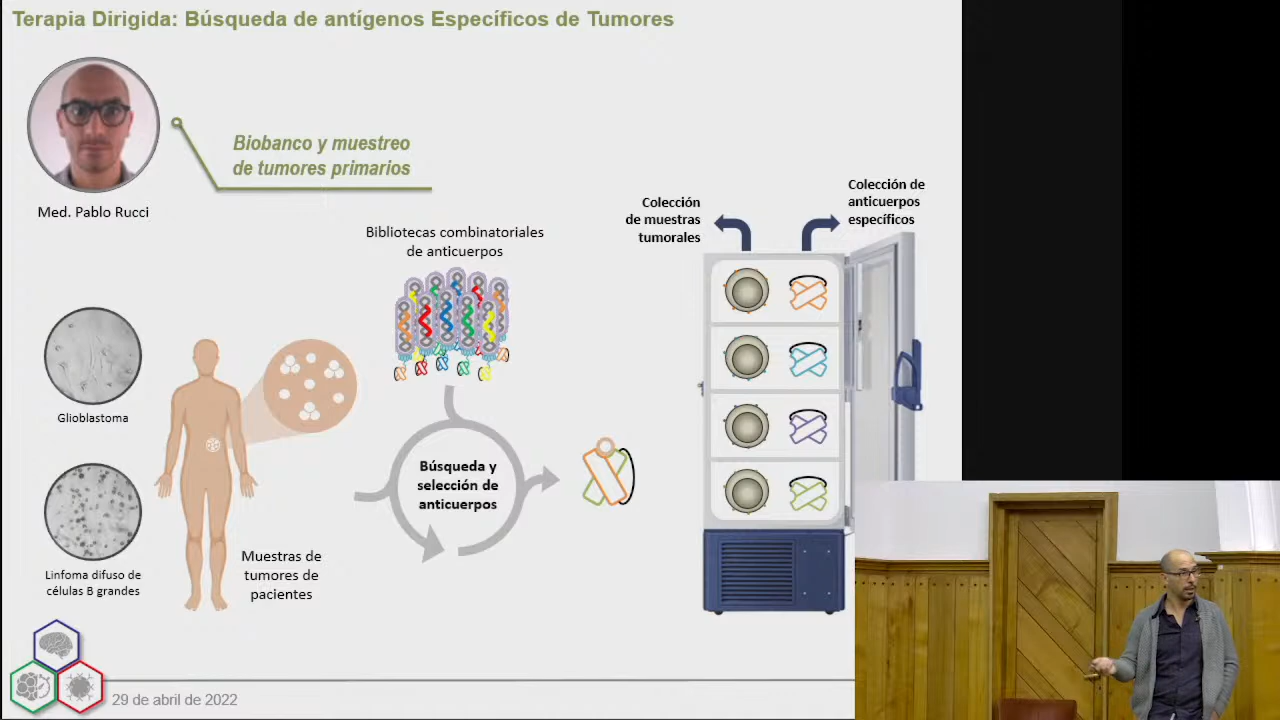 Terapia Dirigida: Búsqueda de antígenos Específicos de Tumores
Biobanco y muestreo
de tumores primarios
Med. Pablo Rucci
Bibliotecas combinatoriales
de anticuerpos
Colección
de muestras
tumorales
Colección de
anticuerpos
específicos
Glioblastoma
Búsqueda y
selección de
anticuerpos
Linfoma difuso de
células B grandes
Muestras de
tumores de
pacientes
29 de abril de 2022